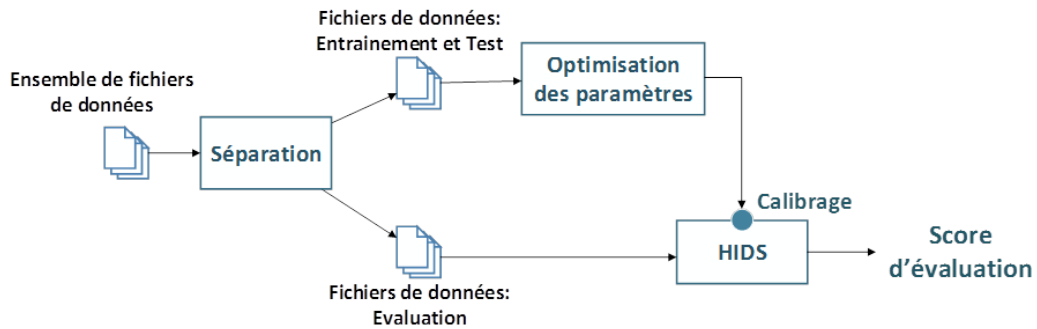 Fichiers de données:
Entrainement et Test
Ensemble de fichiers
de données
Optimisation
des paramètres
Séparation
Calibrage
HIDS
Score
d'évaluation
Fichiers de données:
Evaluation